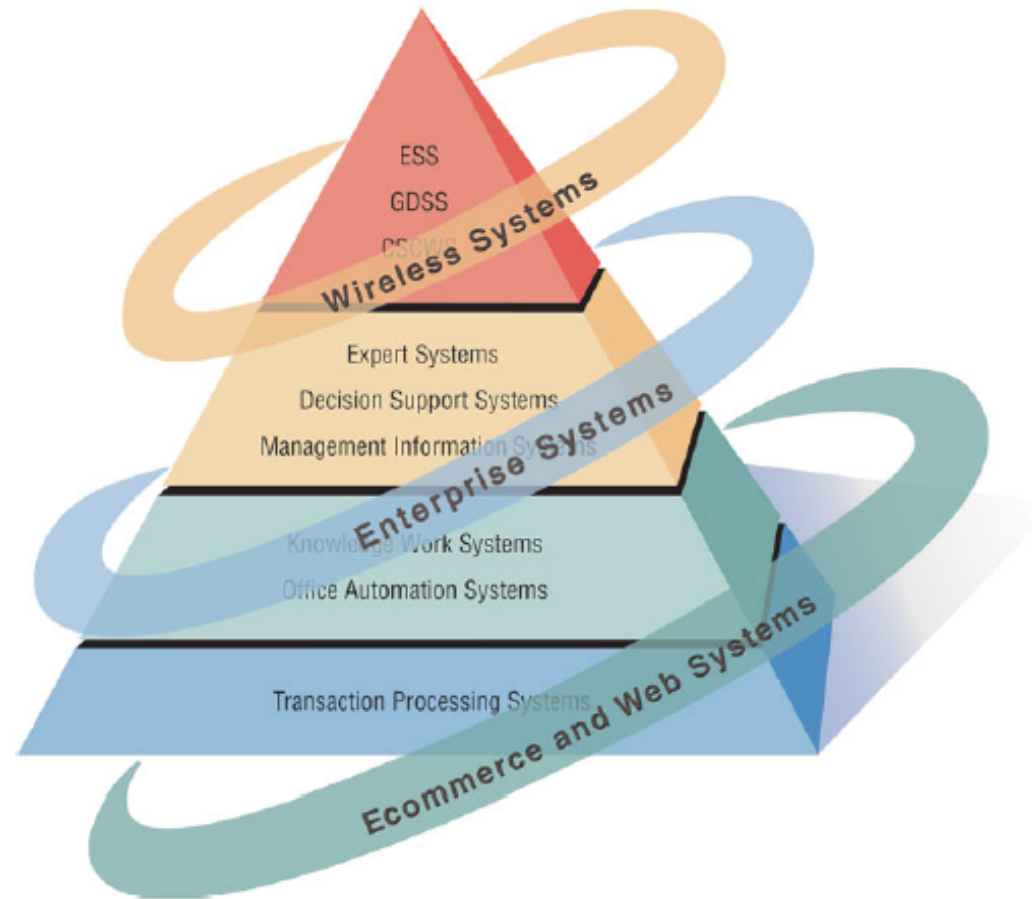 ESS
GDSS
CSCWS
Wireless Systems
Expert Systems
Decision Support Systems
Management Information Systems
Enterprise Systems
Knowledge Work Systems
Office Automation Systems
Transaction Processing Systems
Ecommerce and Web Systems